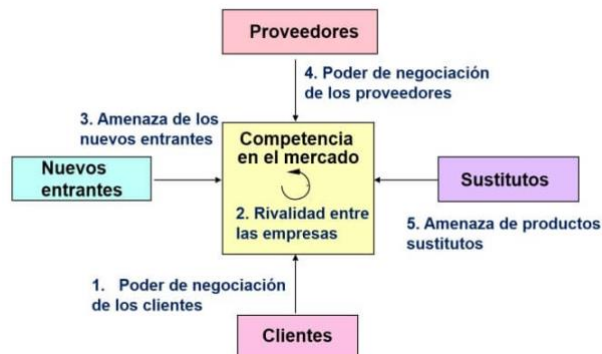 Proveedores
4. Poder de negociación
de los proveedores
3. Amenaza de los
nuevos entrantes
Competencia
en el mercado
Nuevos
entrantes
Sustitutos
2. Rivalidad entre
las empresas
5. Amenaza de productos
sustitutos
1. Poder de negociación
de los clientes
Clientes